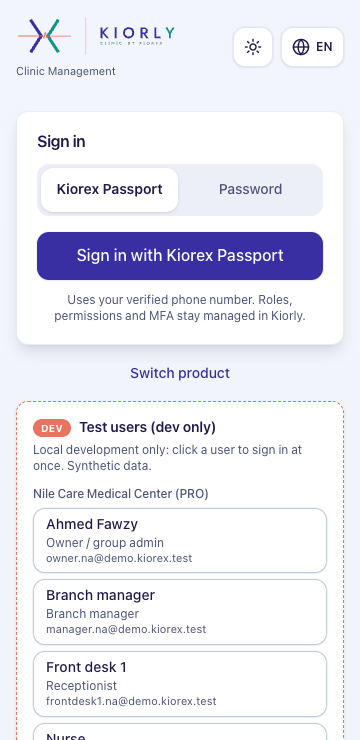 KIORLY
CLINIC BY KIOREX
EN
Clinic Management
Sign in
Kiorex Passport
Password
Sign in with Kiorex Passport
Uses your verified phone number. Roles,
permissions and MFA stay managed in Kiorly.
Switch product
DEV Test users (dev only)
Local development only: click a user to sign in at
once. Synthetic data.
Nile Care Medical Center (PRO)
Ahmed Fawzy
Owner / group admin
owner.na@demo.kiorex.test
Branch manager
Branch manager
manager.na@demo.kiorex.test
Front desk 1
Receptionist
frontdesk1.na@demo.kiorex.test
Nurse